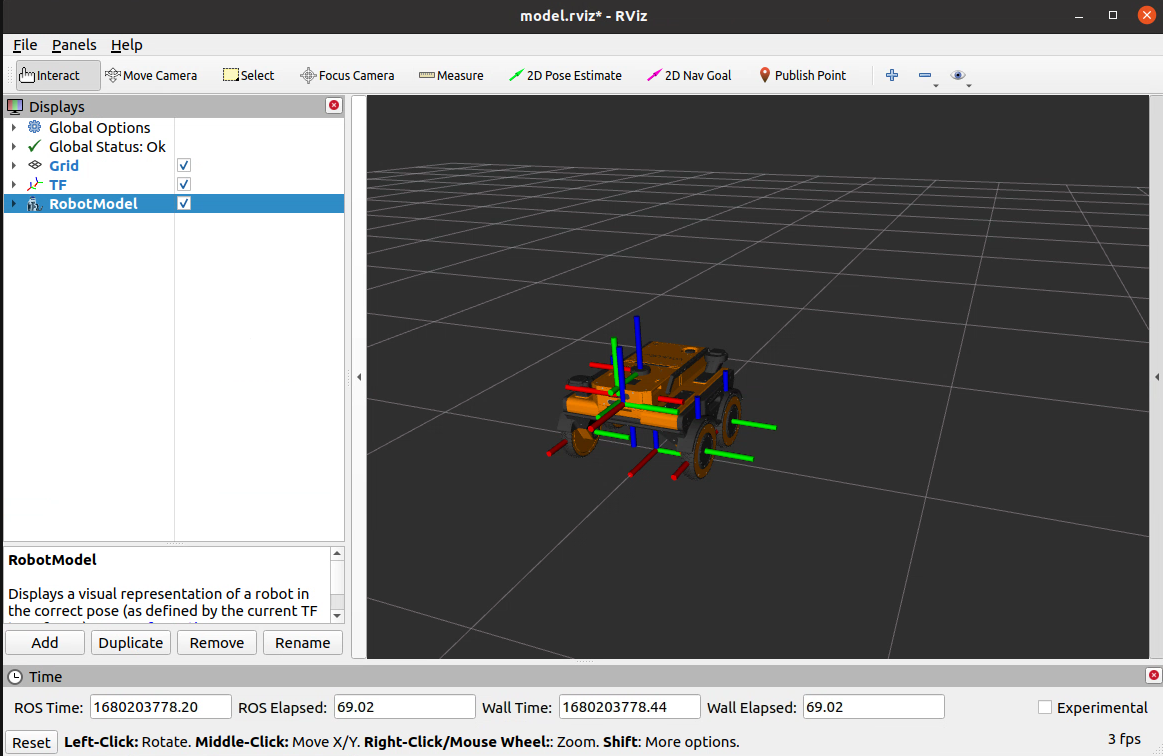 model.rviz* - RViz
File Panels Help
Interact Move Camera Select Focus Camera Measure 2D Pose Estimate 2D Nav Goal Publish Point
Displays
Global Options
Global Status: Ok
Grid
TF
RobotModel
RobotModel
Displays a visual representation of a robot in
the correct pose (as defined by the current TF
Add Duplicate Remove Rename
Time
ROS Time: 1680203778.20 ROS Elapsed: 69.02 Wall Time: 1680203778.44 Wall Elapsed: 69.02 Experimental
Reset Left-Click: Rotate. Middle-Click: Move X/Y. Right-Click/Mouse Wheel:: Zoom. Shift: More options. 3 fps